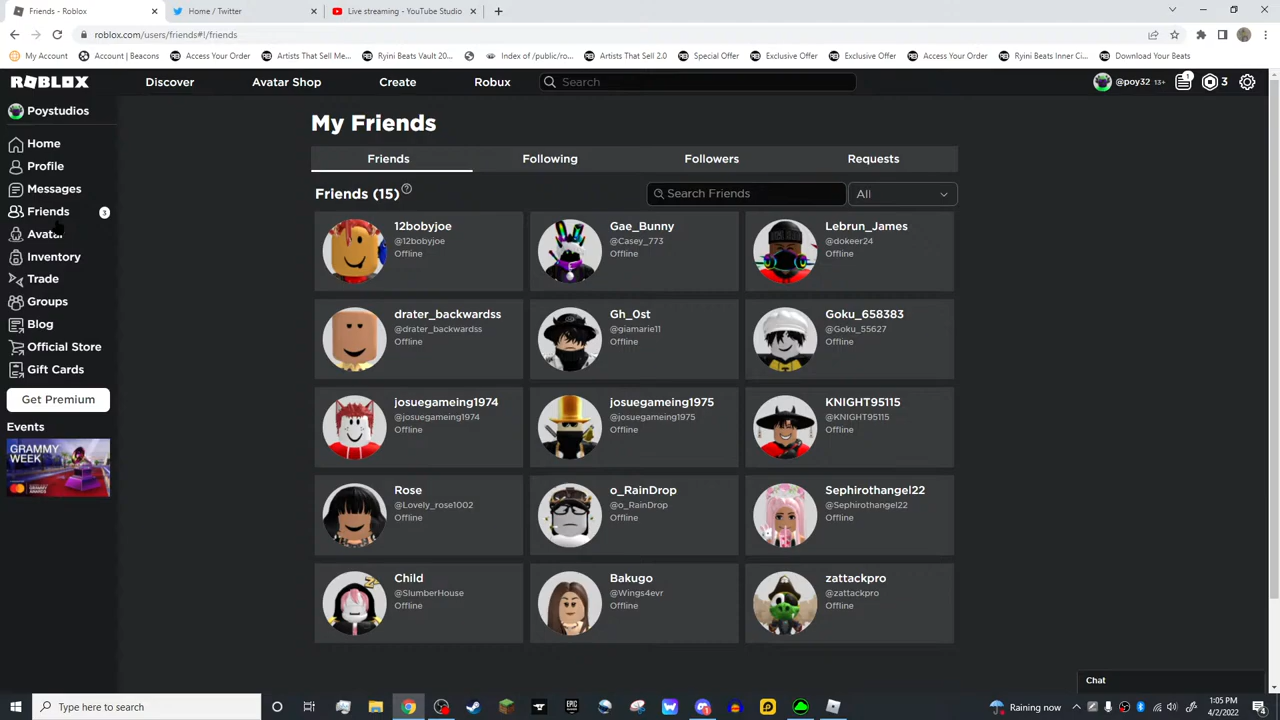 Friends - Roblox
Home / Twitter
Live streaming - YouTube Studio
roblox.com/users/friends#!/friends
My Account
Account | Beacons
Access Your Order
Artists That Sell Me...
Ryini Beats Vault 20...
Index of /public/ro...
Artists That Sell 2.0
Special Offer
Exclusive Offer
Exclusive Offer
Access Your Order
Ryini Beats Inner Ci...
Download Your Beats
ROBLOX
Discover
Avatar Shop
Create
Robux
Search
@poy32 13+
1
3
Poystudios
Home
Profile
Messages
Friends
3
Avatar
Inventory
Trade
Groups
Blog
Official Store
Gift Cards
Get Premium
Events
GRAMMY
WEEK
My Friends
Friends
Following
Followers
Requests
Friends (15)
Search Friends
All
12bobyjoe
@12bobyjoe
Offline
Gae_Bunny
@Casey_773
Offline
Lebrun_James
@dokeer24
Offline
drater_backwardss
@drater_backwardss
Offline
Gh_0st
@giamarie11
Offline
Goku_658383
@Goku_55627
Offline
josuegameing1974
@josuegameing1974
Offline
josuegameing1975
@josuegameing1975
Offline
KNIGHT95115
@KNIGHT95115
Offline
Rose
@Lovely_rose1002
Offline
o_RainDrop
@o_RainDrop
Offline
Sephirothangel22
@Sephirothangel22
Offline
Child
@SlumberHouse
Offline
Bakugo
@Wings4evr
Offline
zattackpro
@zattackpro
Offline
Chat
Type here to search
EPIC
Raining now
1:05 PM
4/2/2022